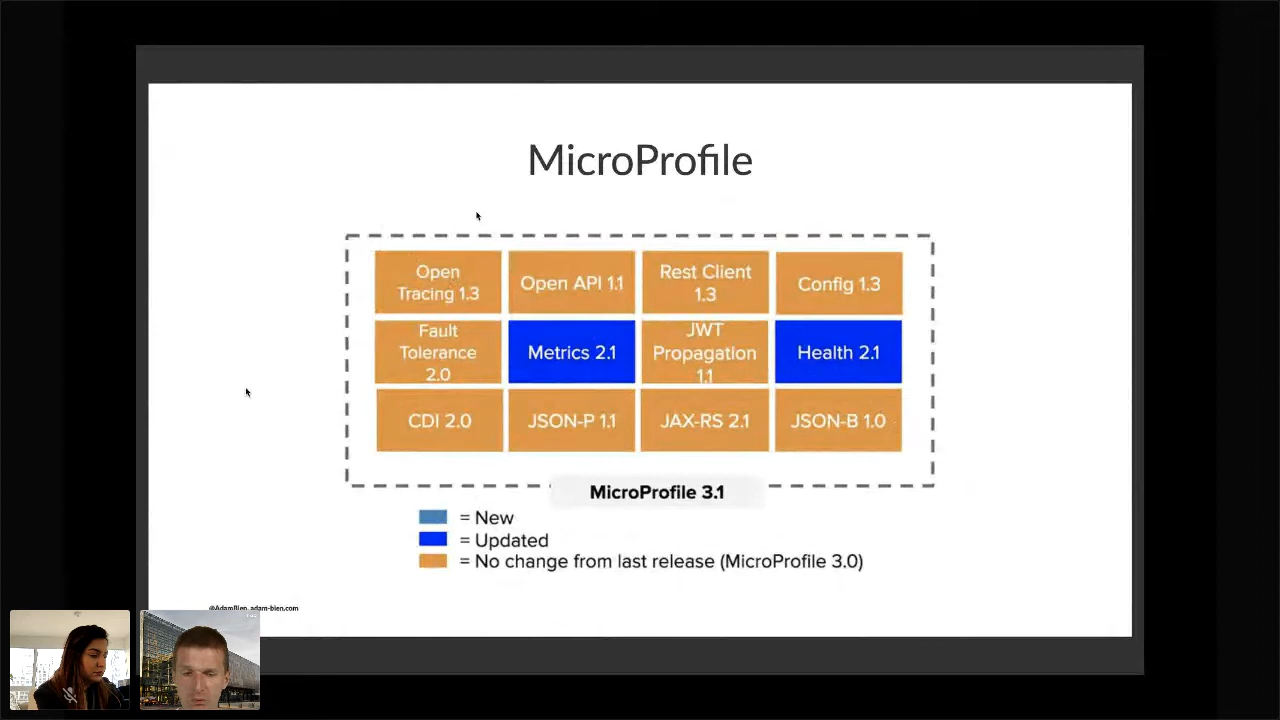 MicroProfile
Open
Tracing 1.3
Open API 1.1
Rest Client
1.3
Config 1.3
Fault
Tolerance
2.0
Metrics 2.1
JWT
Propagation
1.1
Health 2.1
CDI 2.0
JSON-P 1.1
JAX-RS 2.1
JSON-B 1.0
MicroProfile 3.1
= New
= Updated
= No change from last release (MicroProfile 3.0)
@AdamBien, adam-bien.com